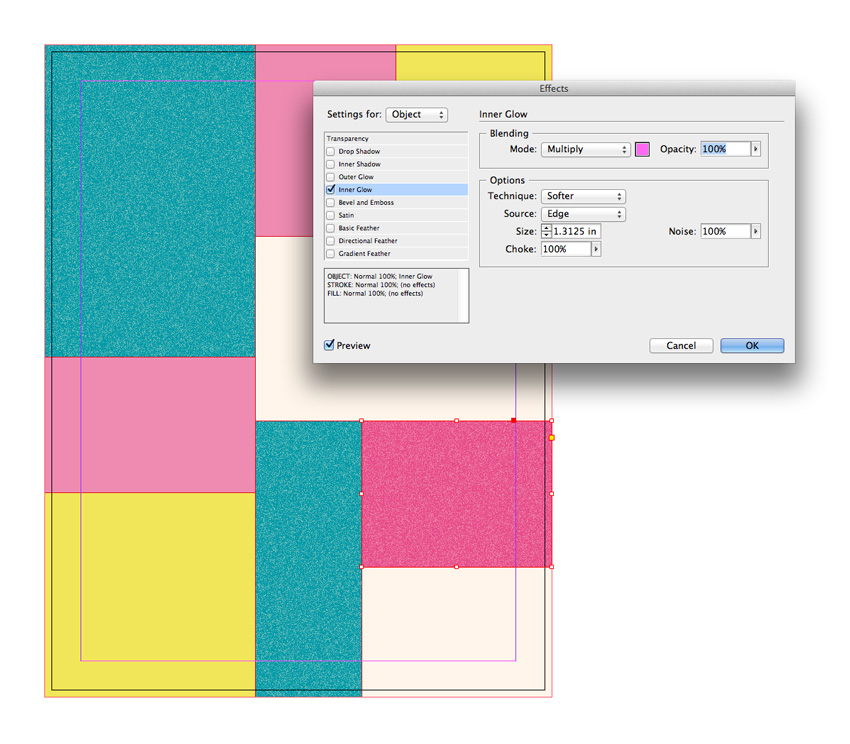 Effects
Settings for: Object
Transparency
Drop Shadow
Inner Shadow
Outer Glow
Inner Glow
Bevel and Emboss
Satin
Basic Feather
Directional Feather
Gradient Feather
OBJECT: Normal 100%; Inner Glow
STROKE: Normal 100%; (no effects)
FILL: Normal 100%; (no effects)
Preview
Inner Glow
Blending
Mode: Multiply Opacity: 100%
Options
Technique: Softer
Source: Edge
Size: 1.3125 in Noise: 100%
Choke: 100%
Cancel OK